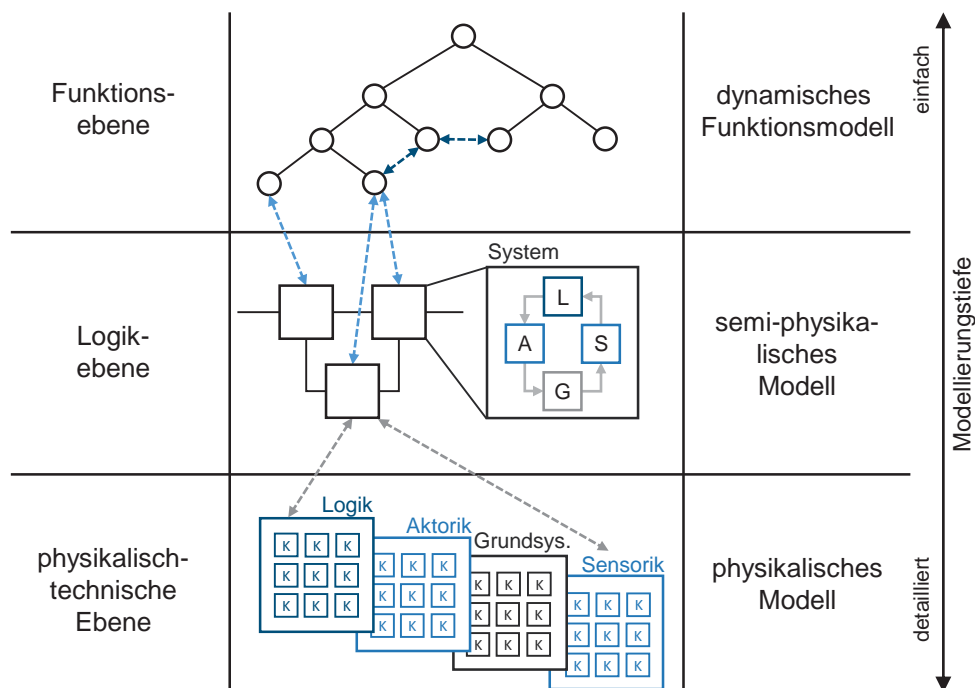 Funktions-
ebene
dynamisches
Funktionsmodell
einfach
Modellierungstiefe
Logik-
ebene
System
L
A
S
G
semi-physika-
lisches
Modell
physikalisch-
technische
Ebene
Logik
K K K
K K K
K K K
Aktorik
K K K
K K K
K K K
Grundsys.
K K K
K K K
K K K
Sensorik
K K K
K K K
K K K
physikalisches
Modell
detailliert